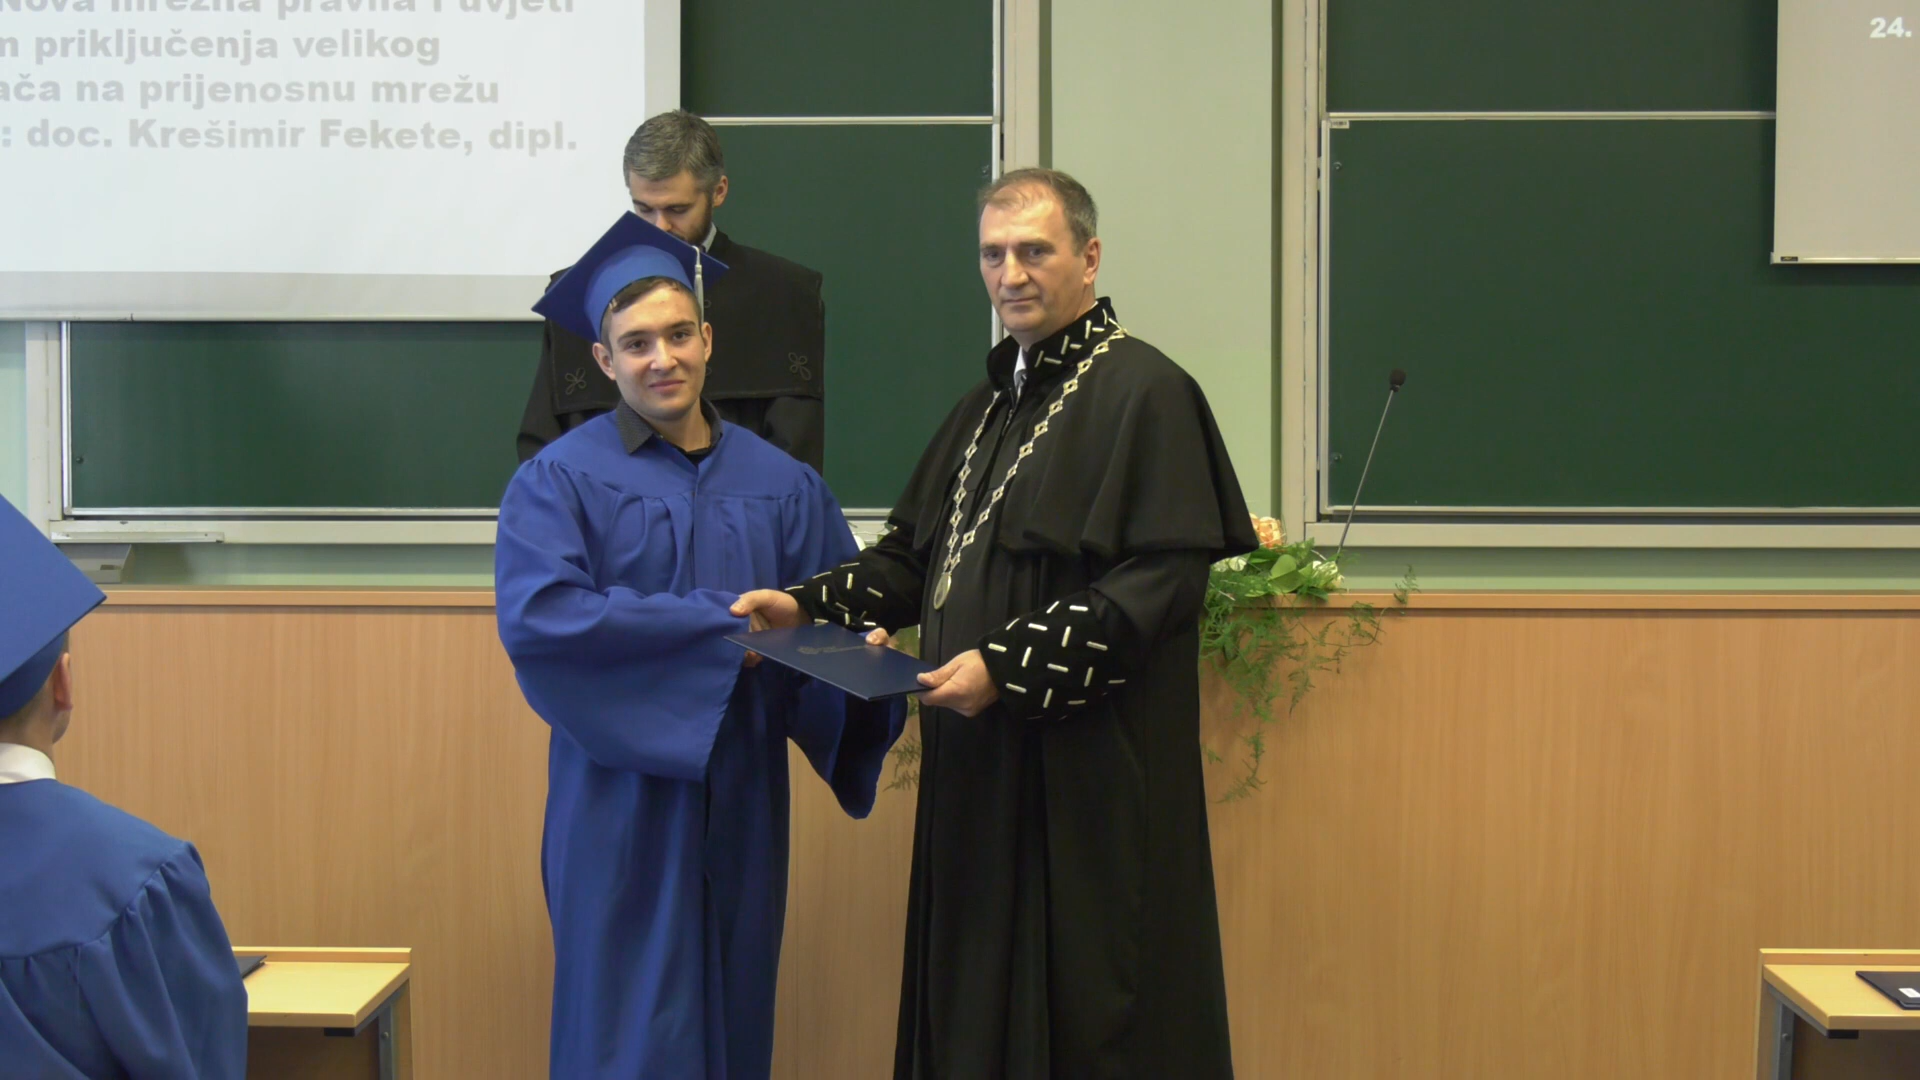 Nova mrežna pravila i uvjeti
m priključenja velikog
ača na prijenosnu mrežu
: doc. Krešimir Fekete, dipl.
24.